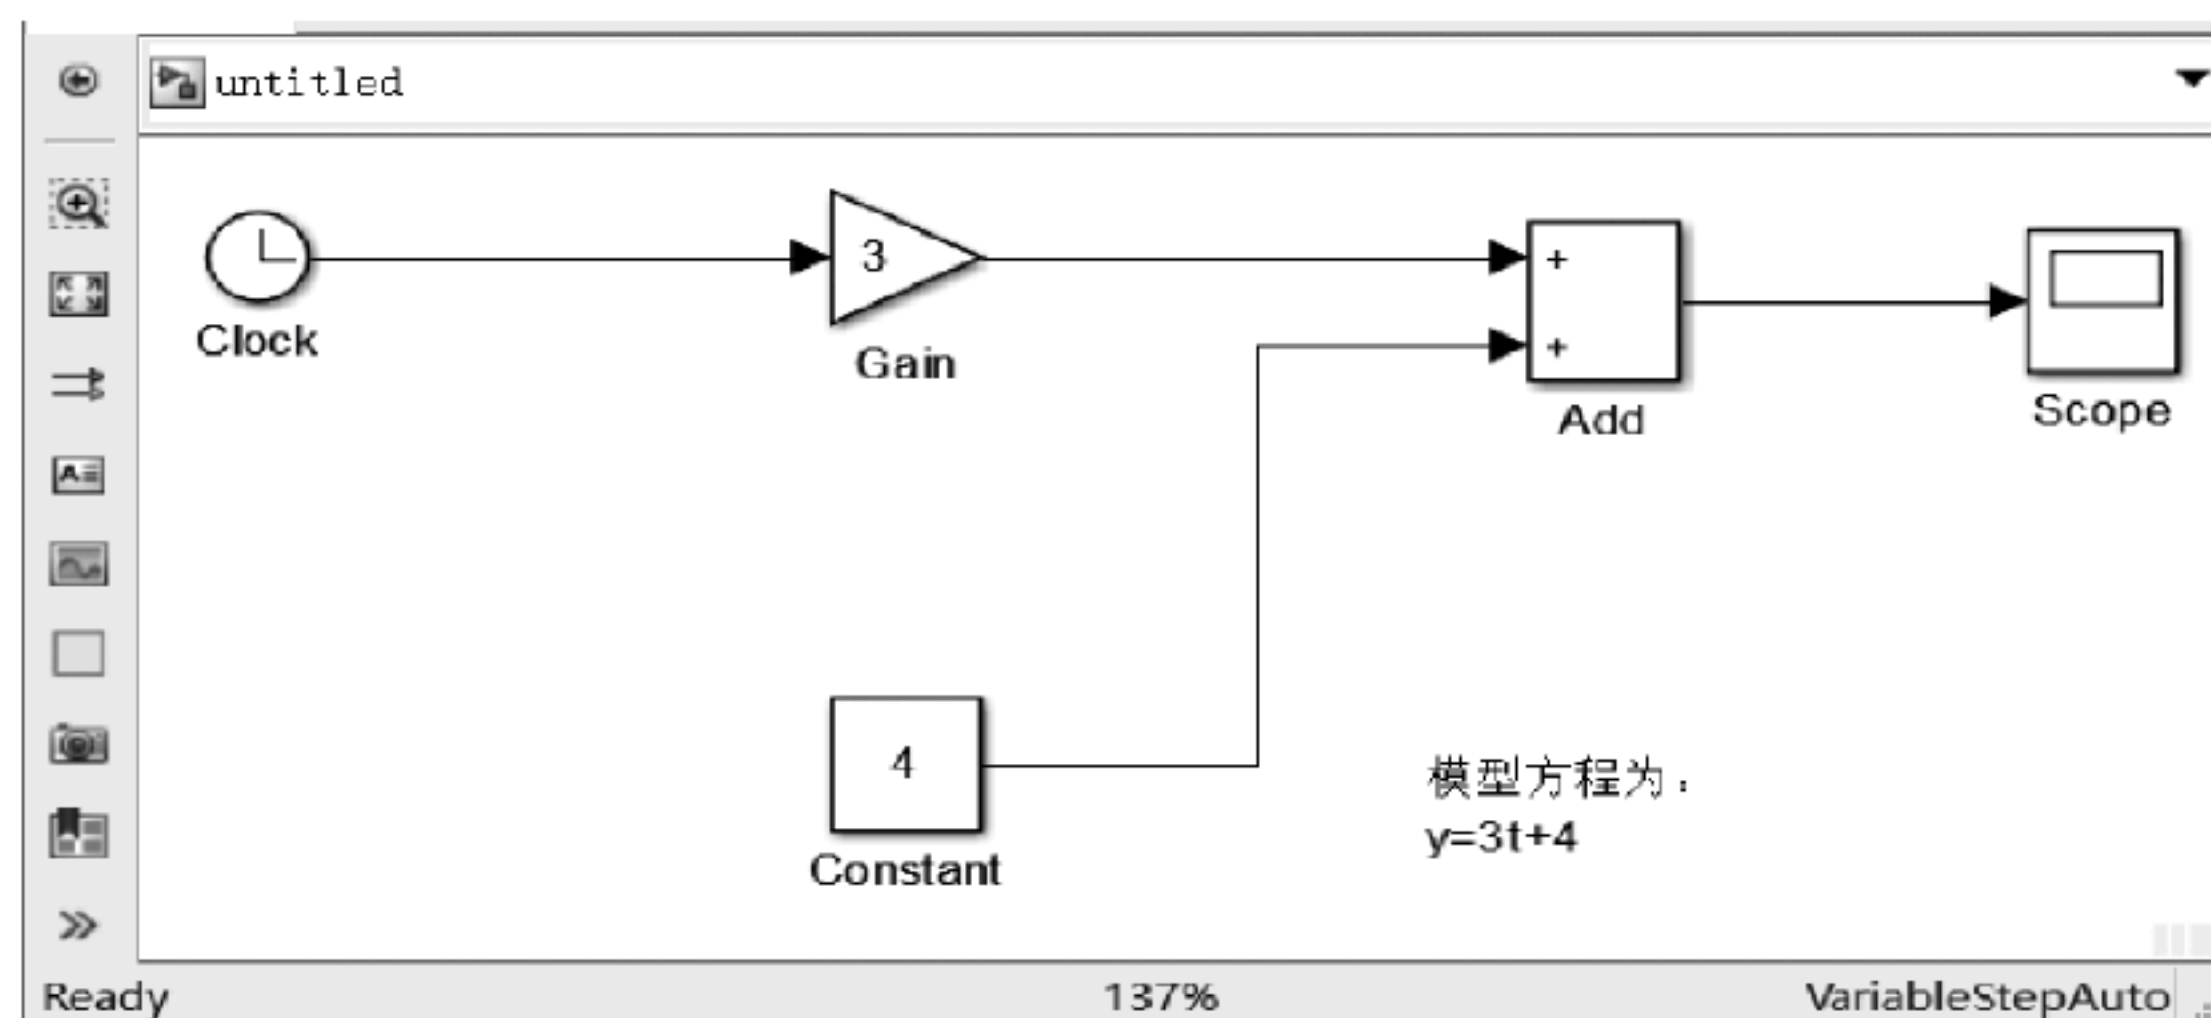 untitled
Clock
3
Gain
+
+
Add
Scope
4
Constant
模型方程为:
y=3t+4
Ready
137%
VariableStepAuto